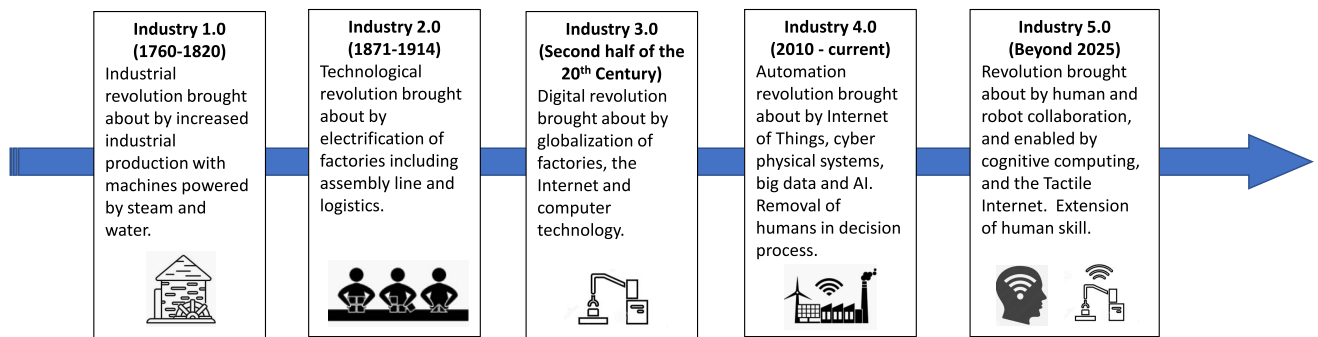 Industry 1.0
(1760-1820)
Industrial
revolution brought
about by increased
industrial
production with
machines powered
by steam and
water.
Industry 2.0
(1871-1914)
Technological
revolution brought
about by
electrification of
factories including
assembly line and
logistics.
Industry 3.0
(Second half of the
20th Century)
Digital revolution
brought about by
globalization of
factories, the
Internet and
computer
technology.
Industry 4.0
(2010 - current)
Automation
revolution brought
about by Internet
of Things, cyber
physical systems,
big data and AI.
Removal of
humans in decision
process.
Industry 5.0
(Beyond 2025)
Revolution brought
about by human and
robot collaboration,
and enabled by
cognitive computing,
and the Tactile
Internet.  Extension
of human skill.